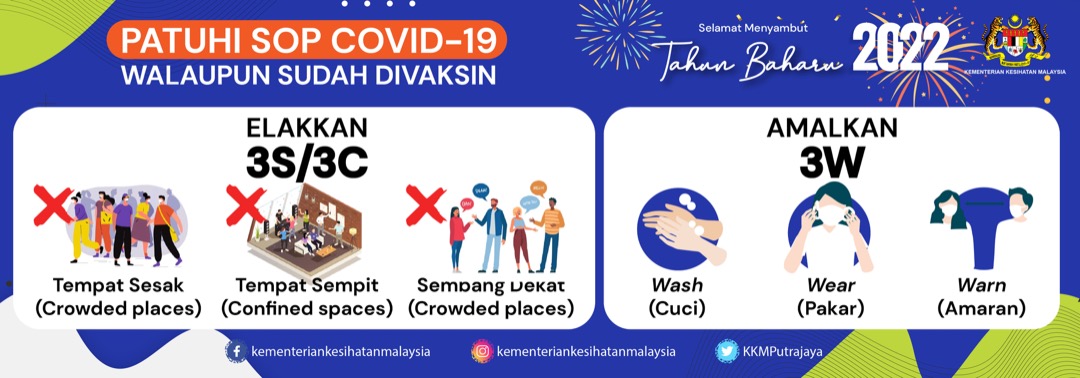 PATUHI SOP COVID-19
WALAUPUN SUDAH DIVAKSIN
Selamat Menyambut
Tahun Baharu 2022
KEMENTERIAN KESIHATAN MALAYSIA
ELAKKAN
3S/3C
Tempat Sesak
(Crowded places)
Tempat Sempit
(Confined spaces)
Sembang Dekat
(Crowded places)
AMALKAN
3W
Wash
(Cuci)
Wear
(Pakar)
Warn
(Amaran)
kementeriankesihatanmalaysia
kementeriankesihatanmalaysia
KKMPutrajaya